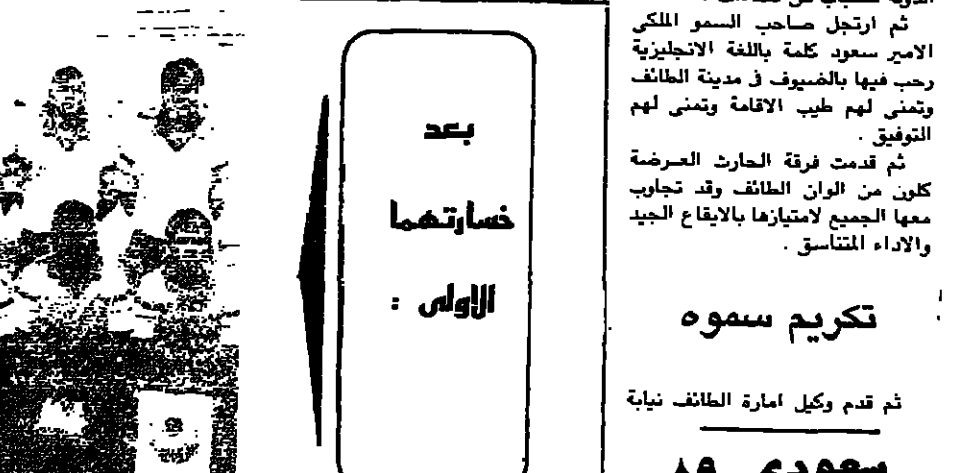 ثم ارتجل صاحب السمو الملكى
الامير سعود كلمة باللغة الانجليزية
رحب فيها بالضيوف فى مدينة الطائف
وتمنى لهم طيب الاقامة وتمنى لهم
التوفيق .
ثم قدمت فرقة الحارث العرضة
كلون من الوان الطائف وقد تجاوب
معها الجميع لامتيازها بالايقاع الجيد
والاداء المتناسق .
تكريم سموه
ثم قدم وكيل امارة الطائف نيابة
بعد
خسارتهما
الاولى :